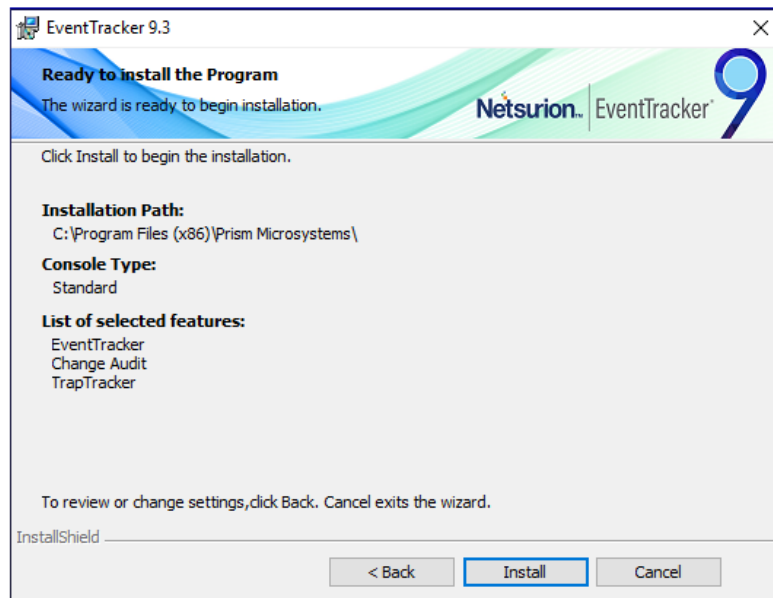 EventTracker 9.3
Ready to install the Program
The wizard is ready to begin installation.
Netsurion™ EventTracker® 9
Click Install to begin the installation.
Installation Path:
C:\Program Files (x86)\Prism Microsystems\
Console Type:
Standard
List of selected features:
EventTracker
Change Audit
TrapTracker
To review or change settings,click Back. Cancel exits the wizard.
InstallShield
< Back Install Cancel